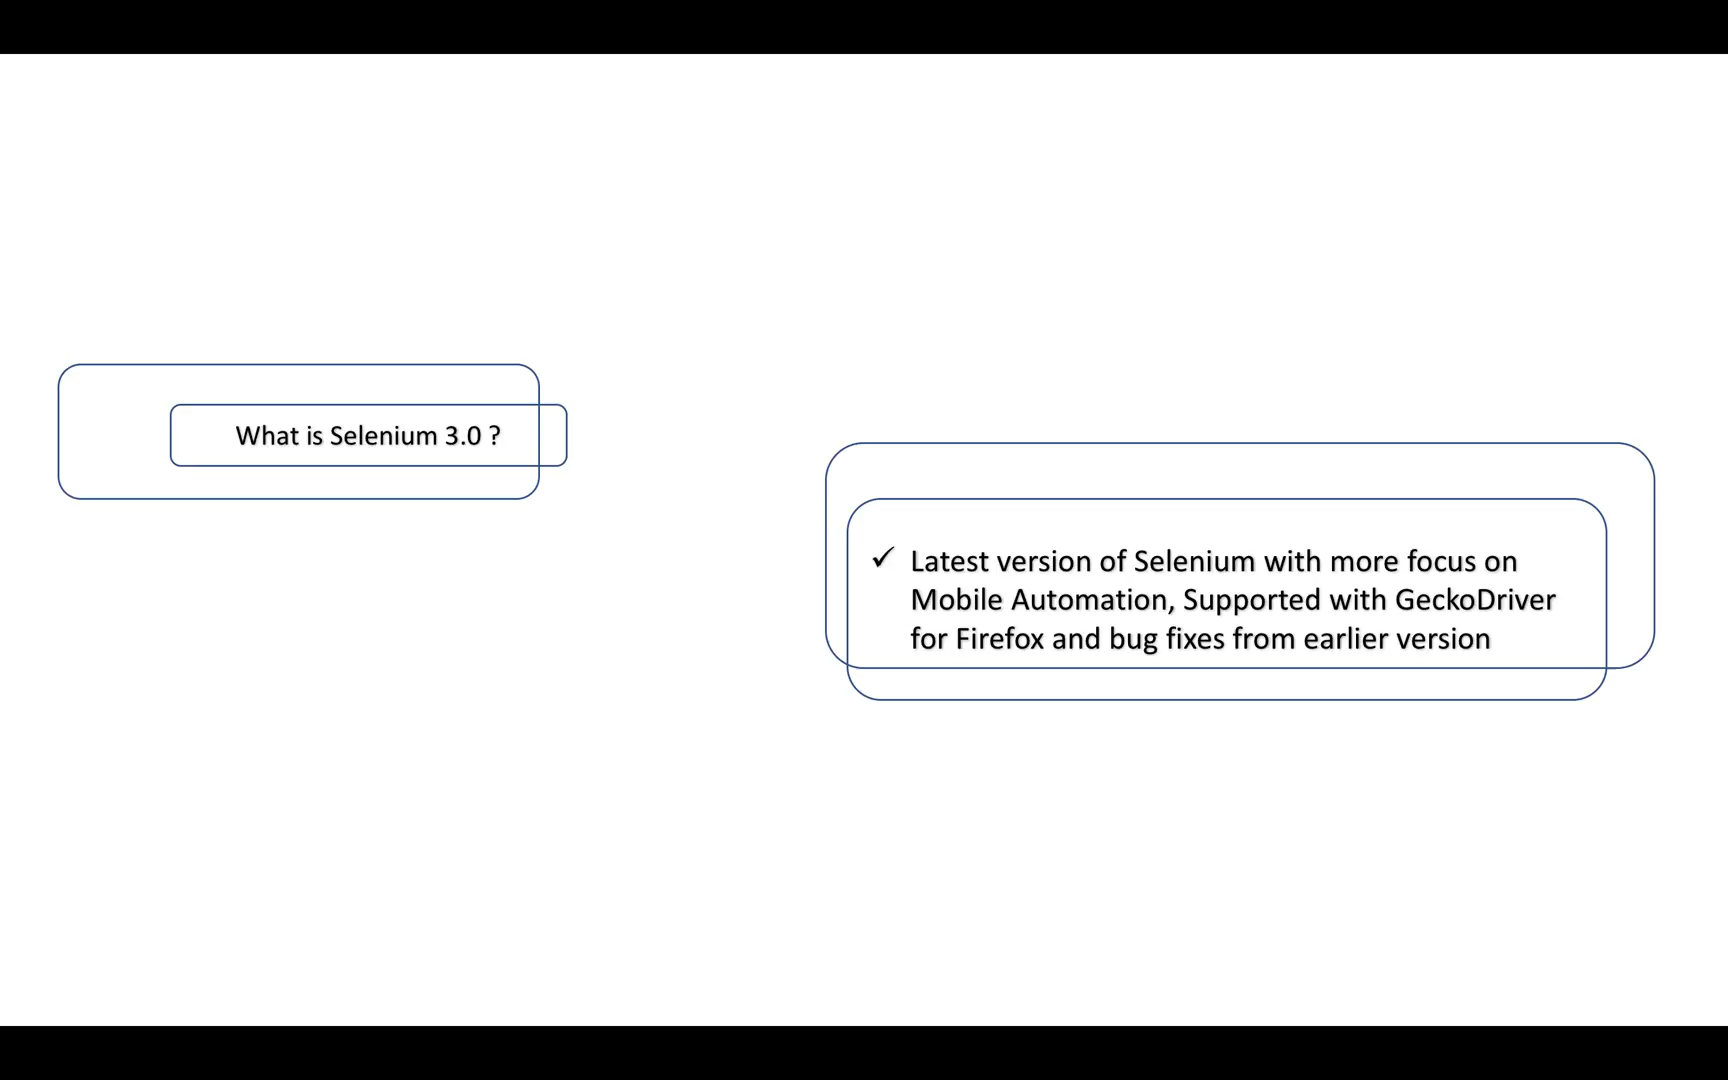 What is Selenium 3.0 ?
✓ Latest version of Selenium with more focus on
Mobile Automation, Supported with GeckoDriver
for Firefox and bug fixes from earlier version